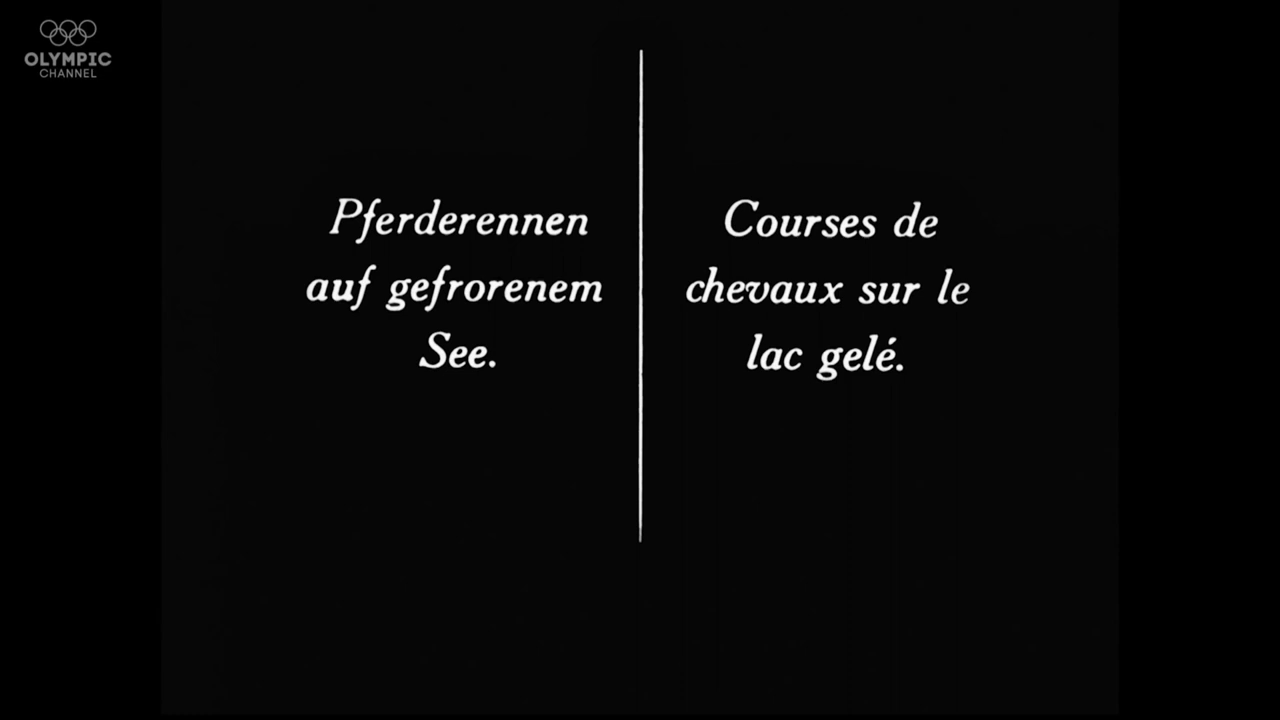 OLYMPIC
CHANNEL
Pferderennen
auf gefrorenem
See.
Courses de
chevaux sur le
lac gelé.